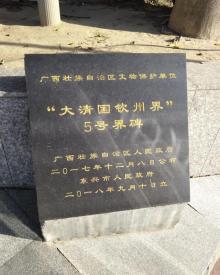 广西壮族自治区文物保护单位
“大清国钦州界”
5号界碑
广西壮族自治区人民政府
二〇一七年十二月八日公布
东兴市人民政府
二〇一八年九月十日立